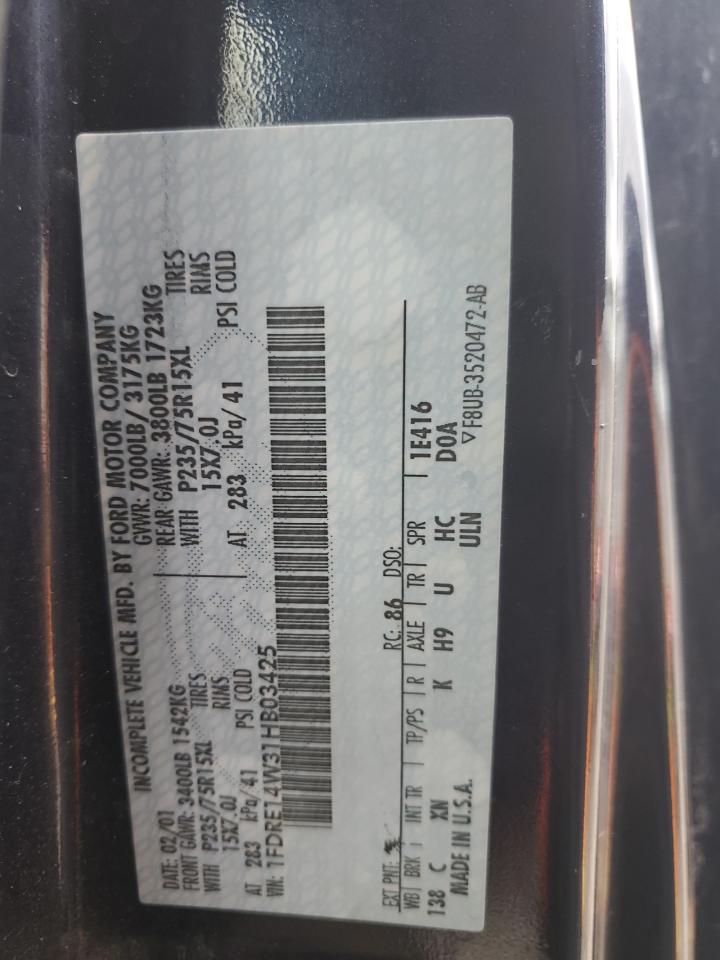 INCOMPLETE VEHICLE MFD. BY FORD MOTOR COMPANY
DATE: 02/01 GVWR: 7000LB/ 3175KG
FRONT GAWR: 3400LB 1542KG REAR GAWR: 3800LB 1723KG
WITH P235/75R15XL TIRES WITH P235/75R15XL TIRES
15X7.0J RIMS 15X7.0J RIMS
AT 283 kPa/41 PSI COLD AT 283 kPa/41 PSI COLD
VIN: 1FDRE14W31HB03425
EXT PNT: RC: 86 DSO:
WB BRK INT TR TP/PS R AXLE TR SPR 1E416
138 C XN K H9 U HC D0A
MADE IN U.S.A. ULN ▽F8UB-3520472-AB